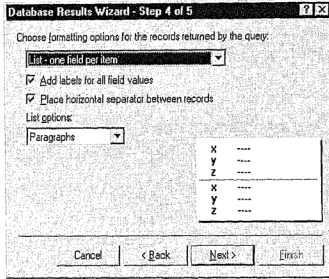 Database Results Wizard - Step 4 of 5
Choose formatting options for the records returned by the query:
List - one field per item
Add labels for all field values
Place horizontal separator between records
List options:
Paragraphs
x ----
y ----
z ----
x ----
y ----
z ----
Cancel < Back Next > Finish